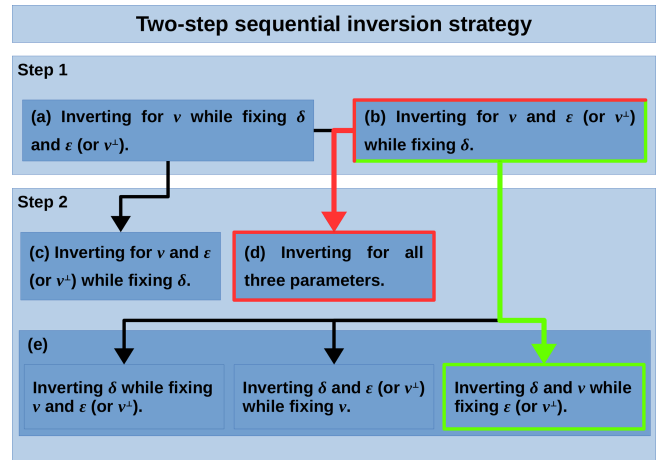 Two-step sequential inversion strategy
Step 1
(a) Inverting for v while fixing δ
and ε (or v⊥).
(b) Inverting for v and ε (or v⊥)
while fixing δ.
Step 2
(c) Inverting for v and ε
(or v⊥) while fixing δ.
(d) Inverting for all
three parameters.
(e)
Inverting δ while fixing
v and ε (or v⊥).
Inverting δ and ε (or v⊥)
while fixing v.
Inverting δ and v while
fixing ε (or v⊥).